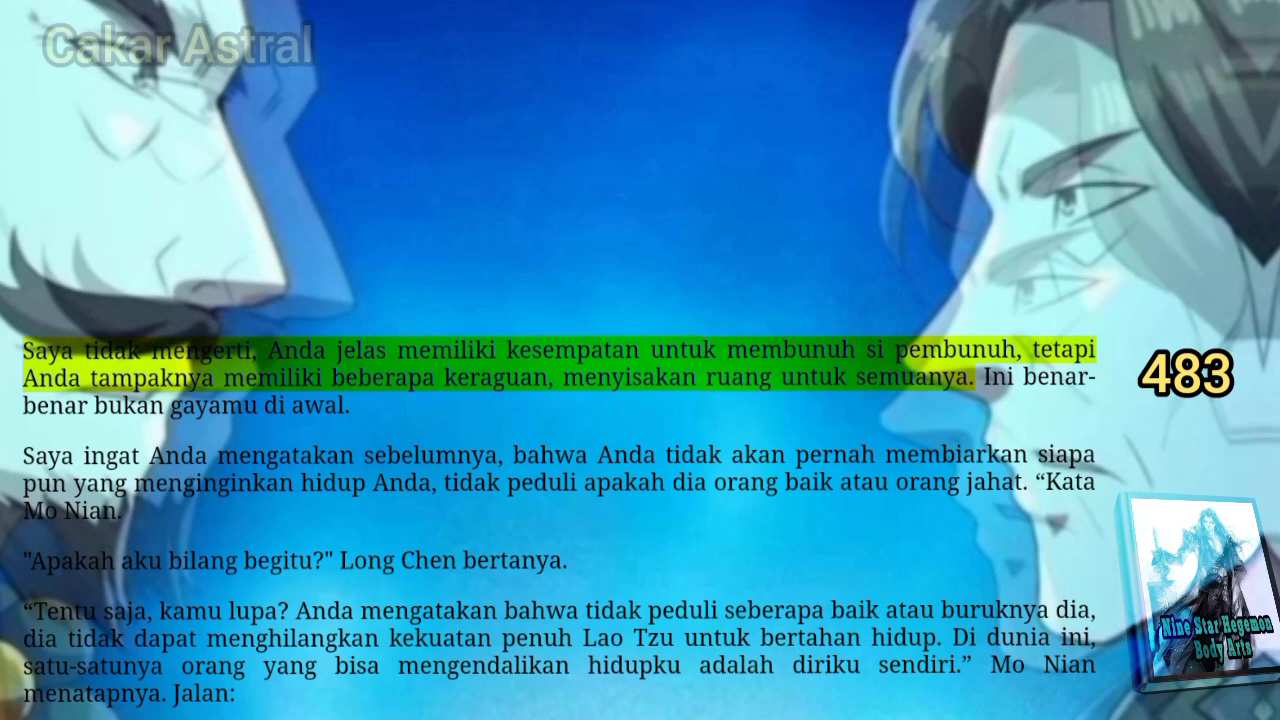 Cakar Astral
Saya tidak mengerti, Anda jelas memiliki kesempatan untuk membunuh si pembunuh, tetapi
Anda tampaknya memiliki beberapa keraguan, menyisakan ruang untuk semuanya. Ini benar-
benar bukan gayamu di awal.
483
Saya ingat Anda mengatakan sebelumnya, bahwa Anda tidak akan pernah membiarkan siapa
pun yang menginginkan hidup Anda, tidak peduli apakah dia orang baik atau orang jahat. “Kata
Mo Nian.
"Apakah aku bilang begitu?" Long Chen bertanya.
“Tentu saja, kamu lupa? Anda mengatakan bahwa tidak peduli seberapa baik atau buruknya dia,
dia tidak dapat menghilangkan kekuatan penuh Lao Tzu untuk bertahan hidup. Di dunia ini,
satu-satunya orang yang bisa mengendalikan hidupku adalah diriku sendiri.” Mo Nian
menatapnya. Jalan:
Nine Star Hegemon
Body Arts